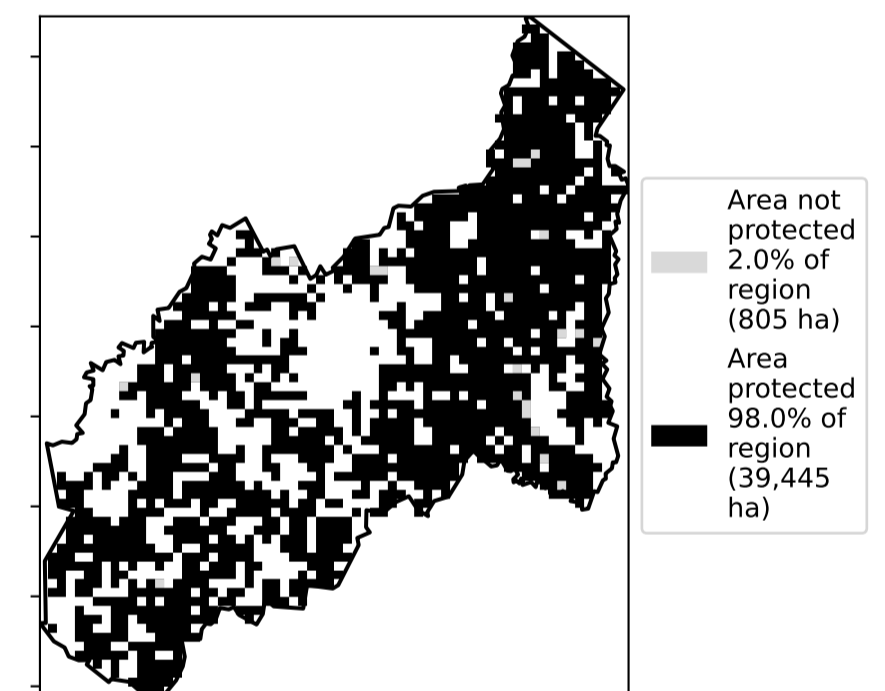 Area not
protected
2.0% of
region
(805 ha)
Area
protected
98.0% of
region
(39,445
ha)